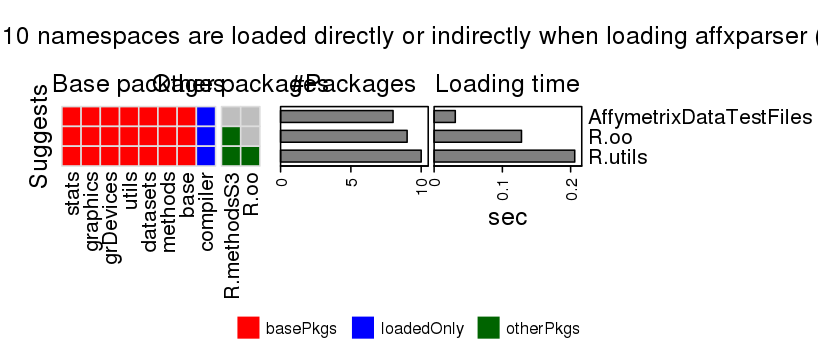 10 namespaces are loaded directly or indirectly when loading affxparser (
Base packages Other packages #Packages Loading time
Suggests
AffymetrixDataTestFiles
R.oo
R.utils
stats graphics grDevices utils datasets methods base compiler R.methodsS3 R.oo
0 5 10 0 0.1 0.2
sec
basePkgs loadedOnly otherPkgs